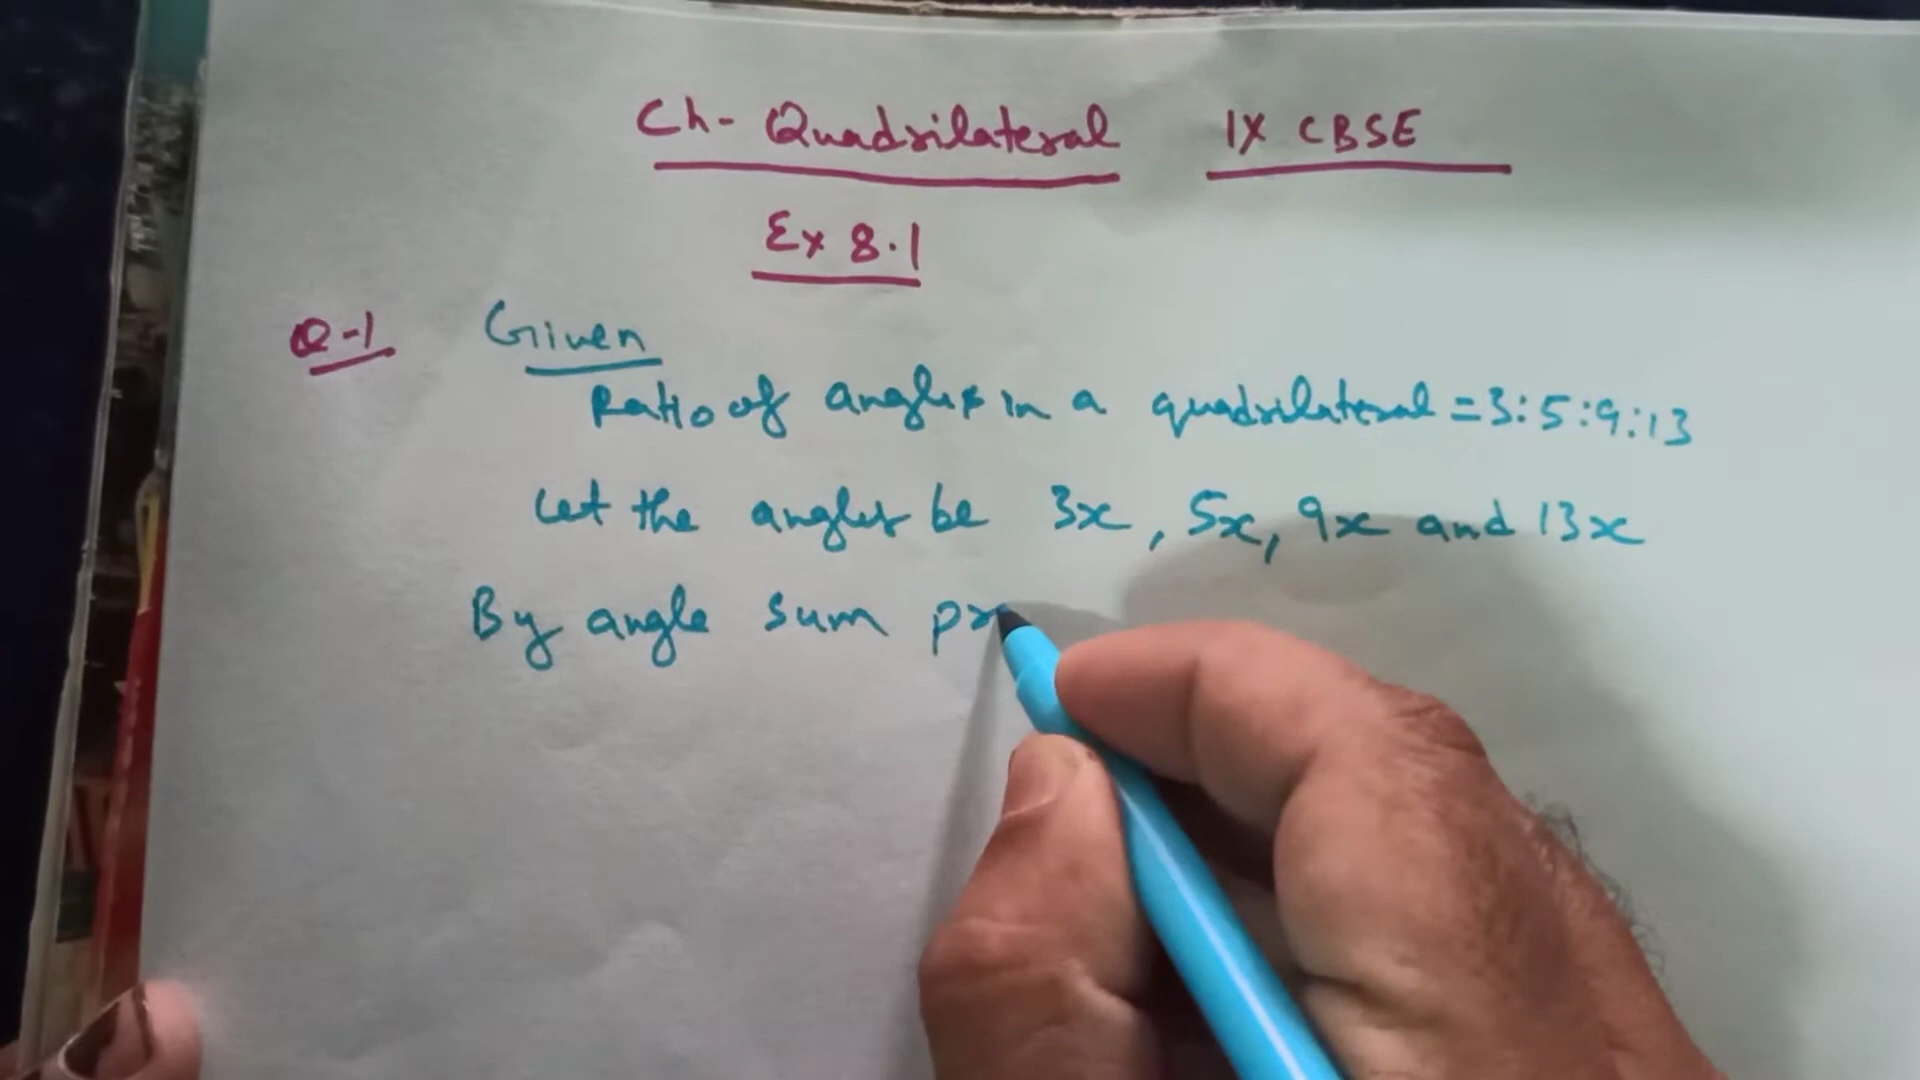 Ch- Quadrilateral IX CBSE
Ex 8.1
Q-1 Given
Ratio of angles in a quadrilateral = 3:5:9:13
Let the angles be 3x, 5x, 9x and 13x
By angle sum pr